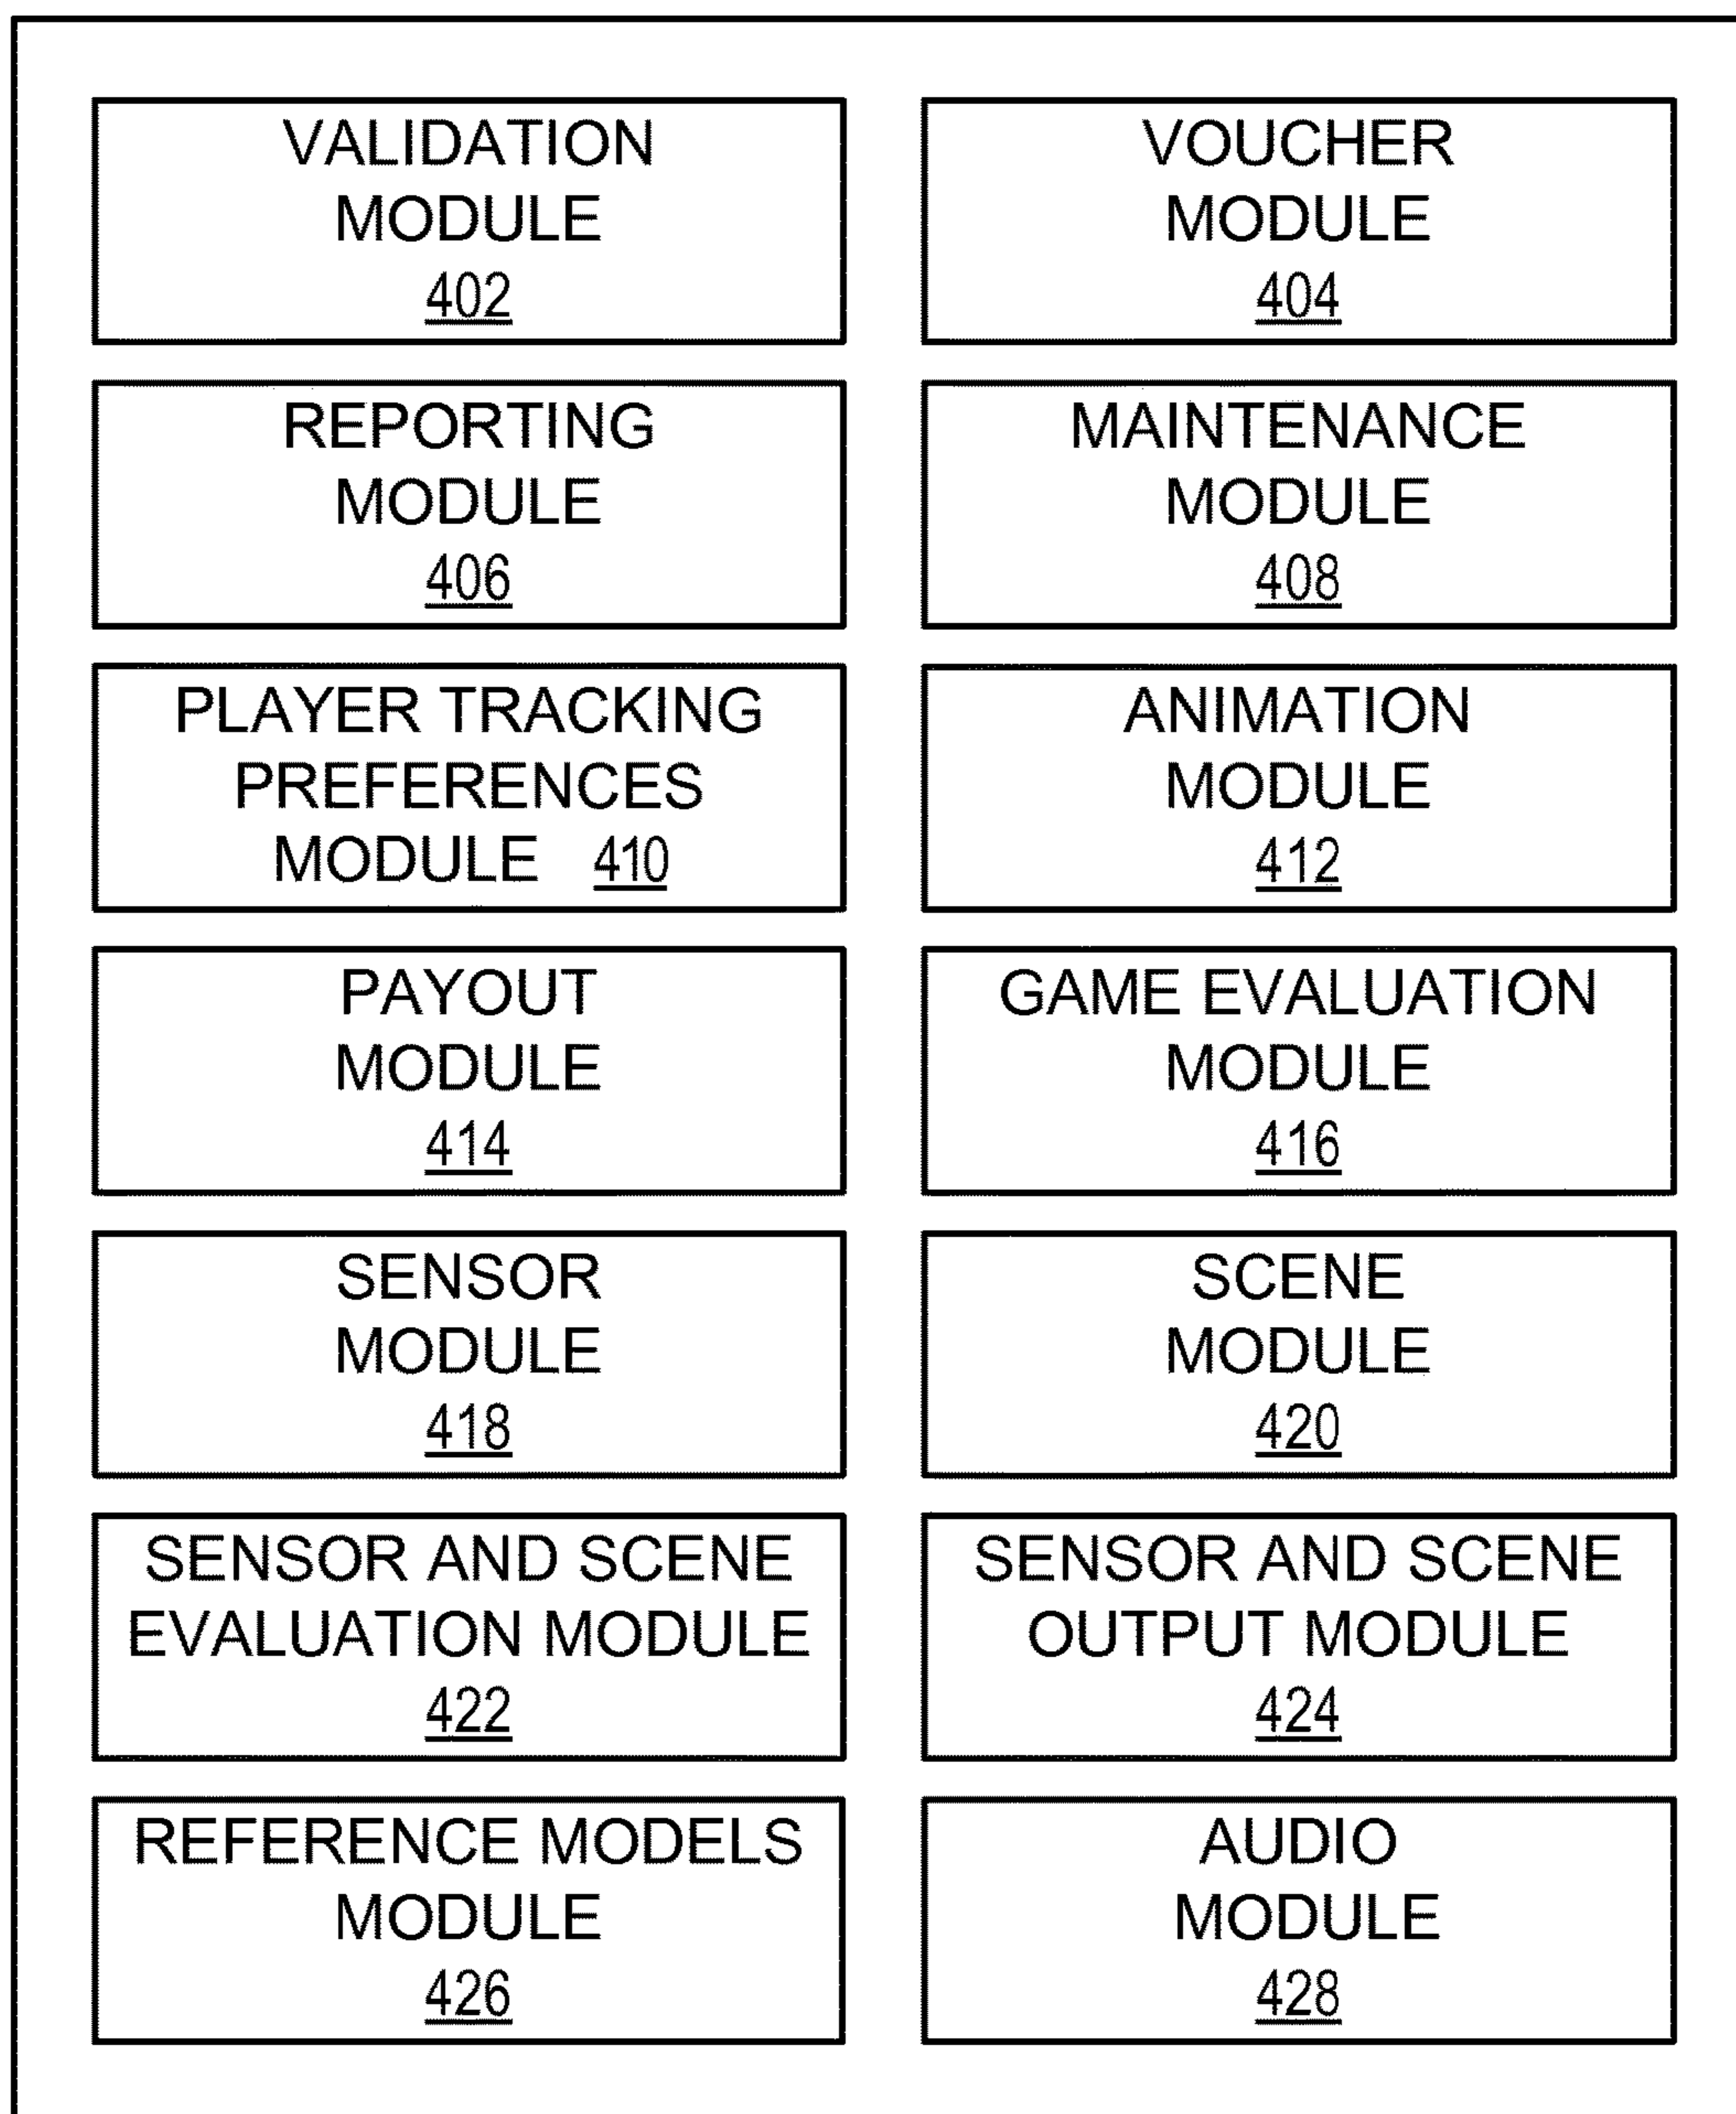 VALIDATION
MODULE
402
VOUCHER
MODULE
404
REPORTING
MODULE
406
MAINTENANCE
MODULE
408
PLAYER TRACKING
PREFERENCES
MODULE 410
ANIMATION
MODULE
412
PAYOUT
MODULE
414
GAME EVALUATION
MODULE
416
SENSOR
MODULE
418
SCENE
MODULE
420
SENSOR AND SCENE
EVALUATION MODULE
422
SENSOR AND SCENE
OUTPUT MODULE
424
REFERENCE MODELS
MODULE
426
AUDIO
MODULE
428